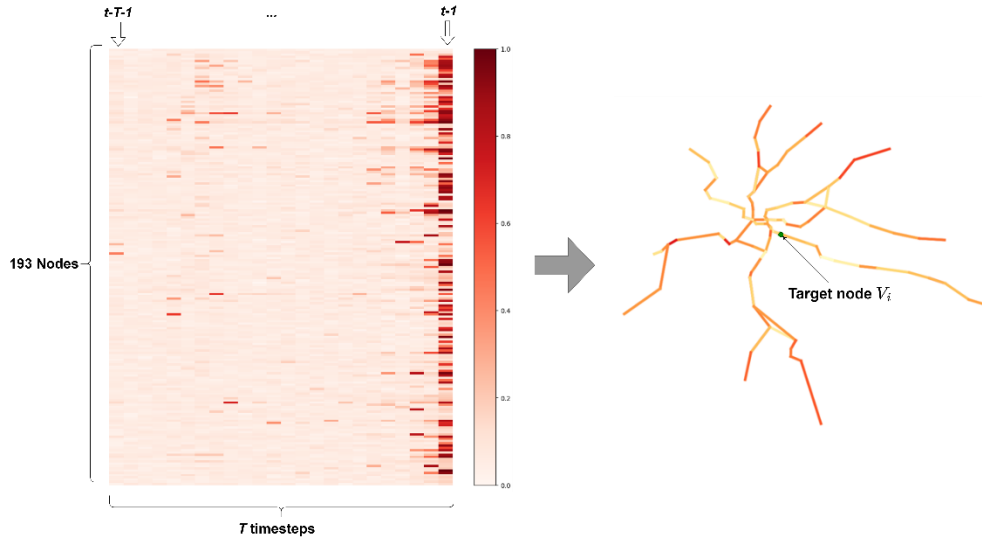 t-T-1
...
t-1
1.0
0.8
0.6
0.4
0.2
0.0
193 Nodes
T timesteps
Target node V_i